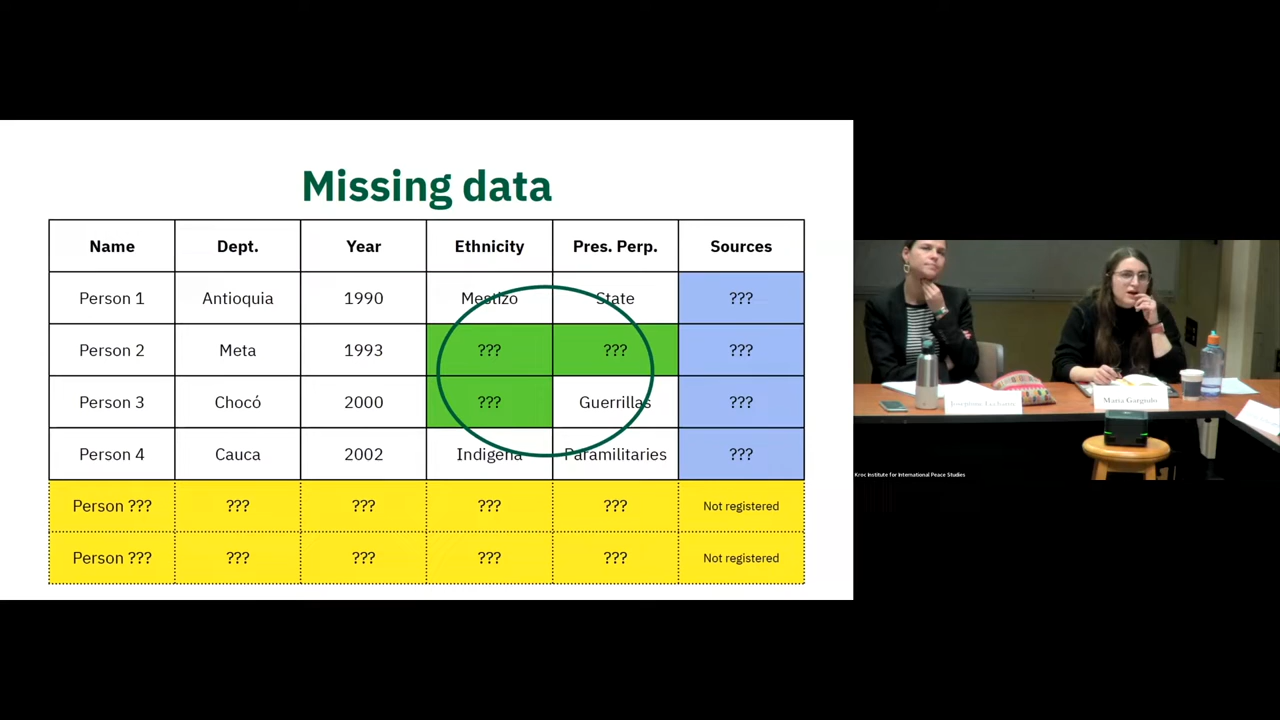 Missing data
Name Dept. Year Ethnicity Pres. Perp. Sources
Person 1 Antioquia 1990 Mestizo State ???
Person 2 Meta 1993 ??? ??? ???
Person 3 Chocó 2000 ??? Guerrillas ???
Person 4 Cauca 2002 Indígena Paramilitaries ???
Person ??? ??? ??? ??? ??? Not registered
Person ??? ??? ??? ??? ??? Not registered
Maria Gargiulo
Kroc Institute for International Peace Studies